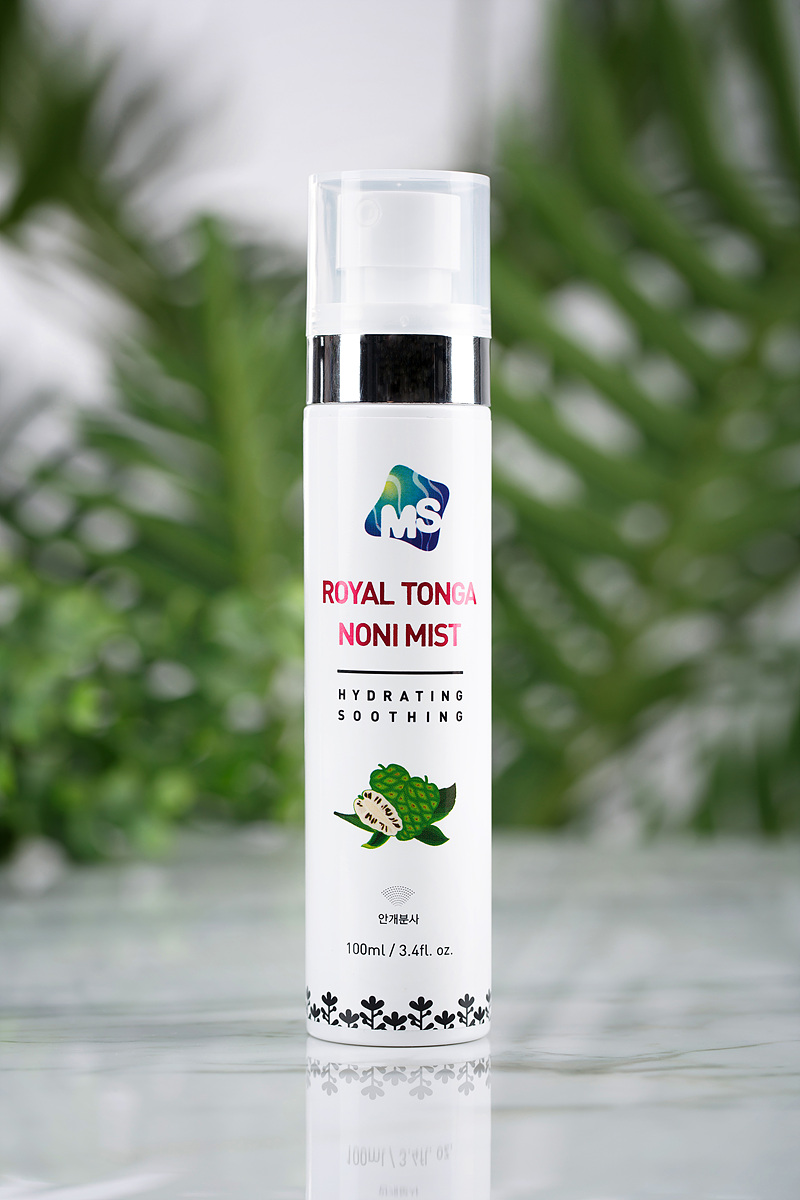 MS
ROYAL TONGA
NONI MIST
HYDRATING
SOOTHING
안개분사
100ml / 3.4fl. oz.